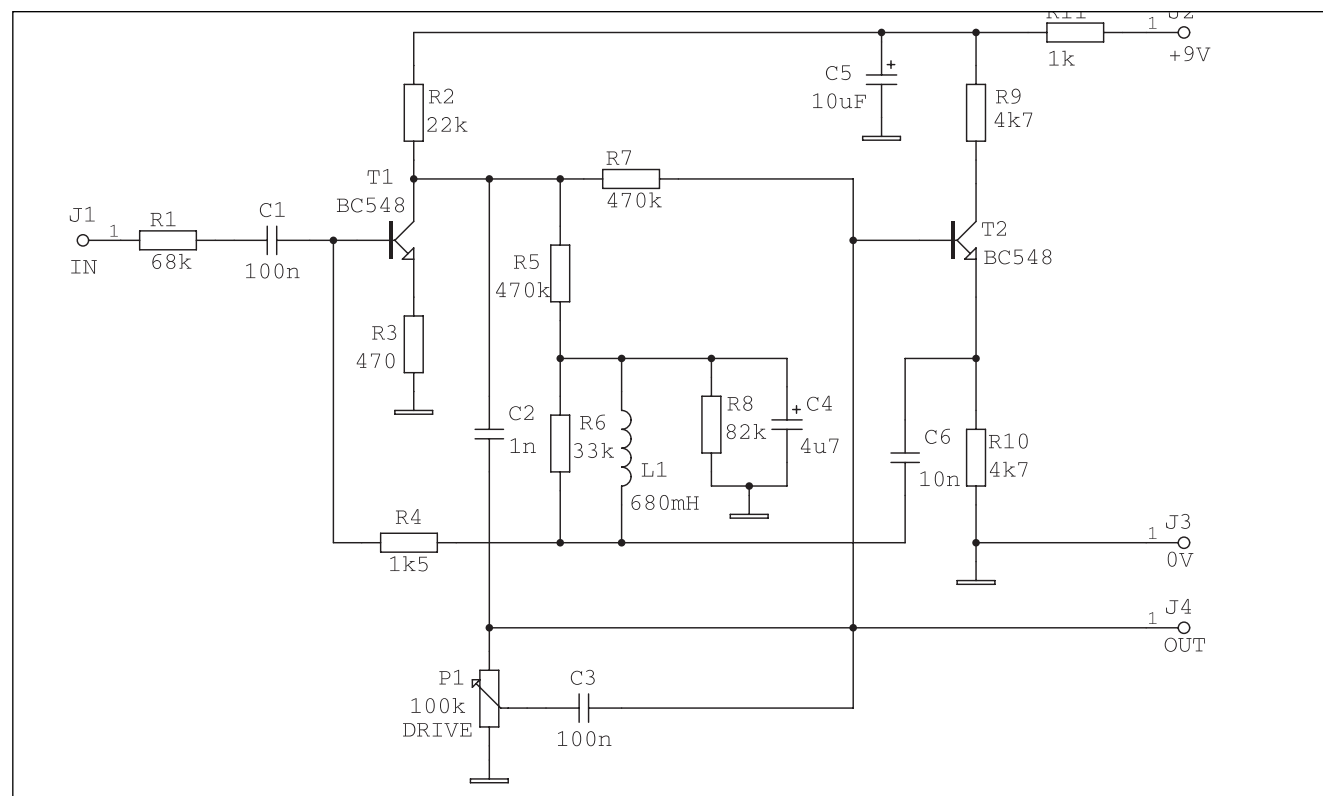 R11
J2
1
1k
+9V
C5
+
10uF
R2
22k
R9
4k7
R7
470k
T1
BC548
J1
1
IN
R1
68k
C1
100n
T2
BC548
R5
470k
R3
470
C2
1n
R6
33k
L1
680mH
R8
82k
+
C4
4u7
C6
10n
R10
4k7
R4
1k5
J3
1
0V
J4
1
OUT
P1
100k
DRIVE
C3
100n